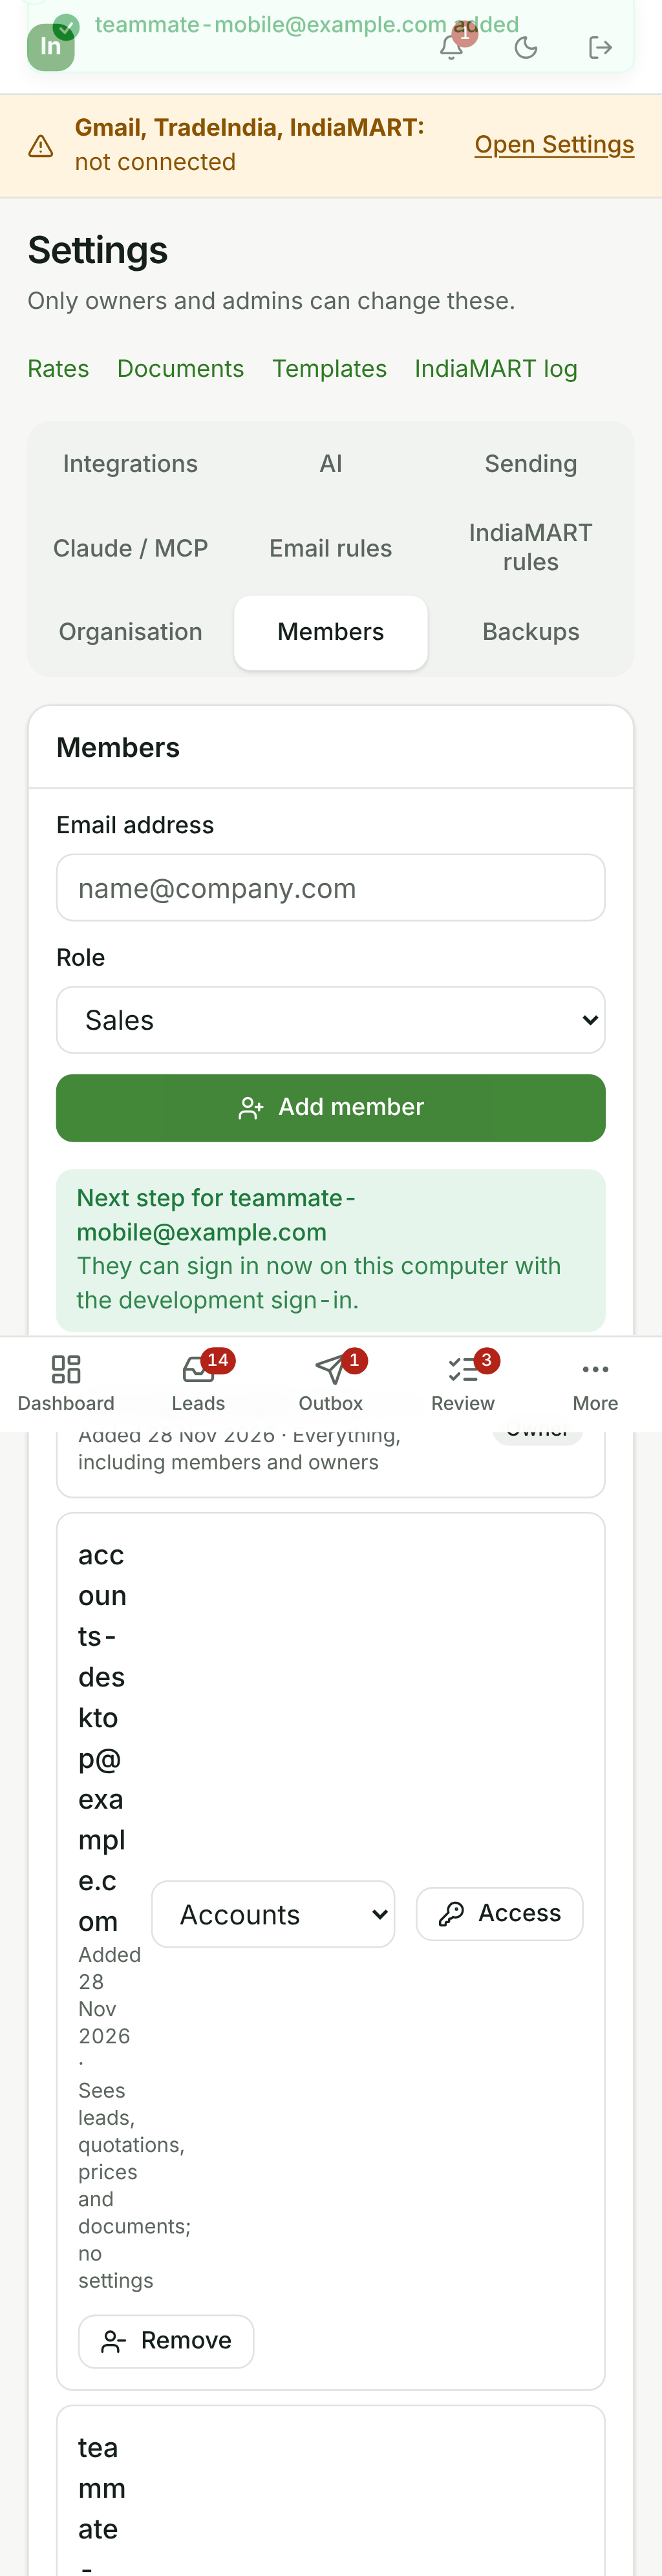 teammate-mobile@example.com added
In
1
Gmail, TradeIndia, IndiaMART:
not connected
Open Settings
Settings
Only owners and admins can change these.
Rates Documents Templates IndiaMART log
Integrations AI Sending
Claude / MCP Email rules IndiaMART
rules
Organisation Members Backups
Members
Email address
name@company.com
Role
Sales
Add member
Next step for teammate-
mobile@example.com
They can sign in now on this computer with
the development sign-in.
14 1 3
Dashboard Leads Outbox Review More
Added 28 Nov 2026 · Everything,
including members and owners
Owner
acc
oun
ts-
des
kto
p@
exa
mpl
e.c
om
Accounts
Access
Added
28
Nov
2026
·
Sees
leads,
quotations,
prices
and
documents;
no
settings
Remove
tea
mm
ate
-